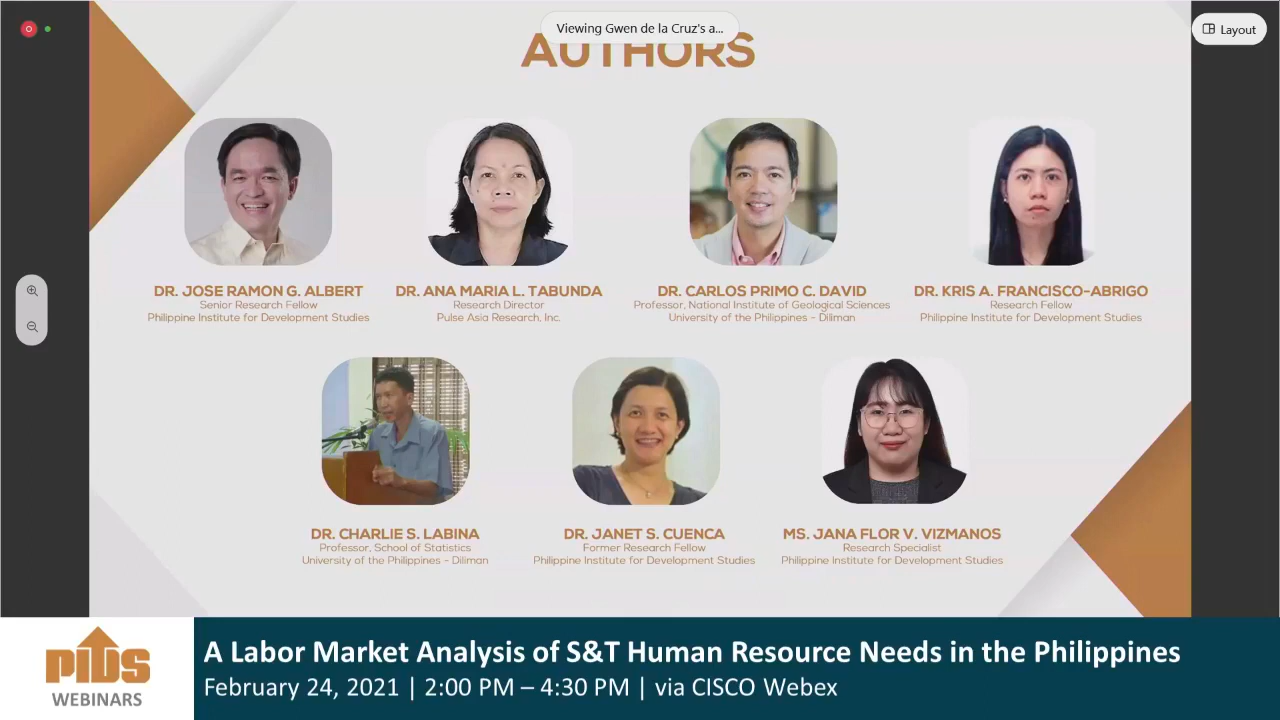 Viewing Gwen de la Cruz's a...
Layout
AUTHORS
DR. JOSE RAMON G. ALBERT
Senior Research Fellow
Philippine Institute for Development Studies
DR. ANA MARIA L. TABUNDA
Research Director
Pulse Asia Research, Inc.
DR. CARLOS PRIMO C. DAVID
Professor, National Institute of Geological Sciences
University of the Philippines - Diliman
DR. KRIS A. FRANCISCO-ABRIGO
Research Fellow
Philippine Institute for Development Studies
DR. CHARLIE S. LABINA
Professor, School of Statistics
University of the Philippines - Diliman
DR. JANET S. CUENCA
Former Research Fellow
Philippine Institute for Development Studies
MS. JANA FLOR V. VIZMANOS
Research Specialist
Philippine Institute for Development Studies
PIDS
WEBINARS
A Labor Market Analysis of S&T Human Resource Needs in the Philippines
February 24, 2021 | 2:00 PM – 4:30 PM | via CISCO Webex